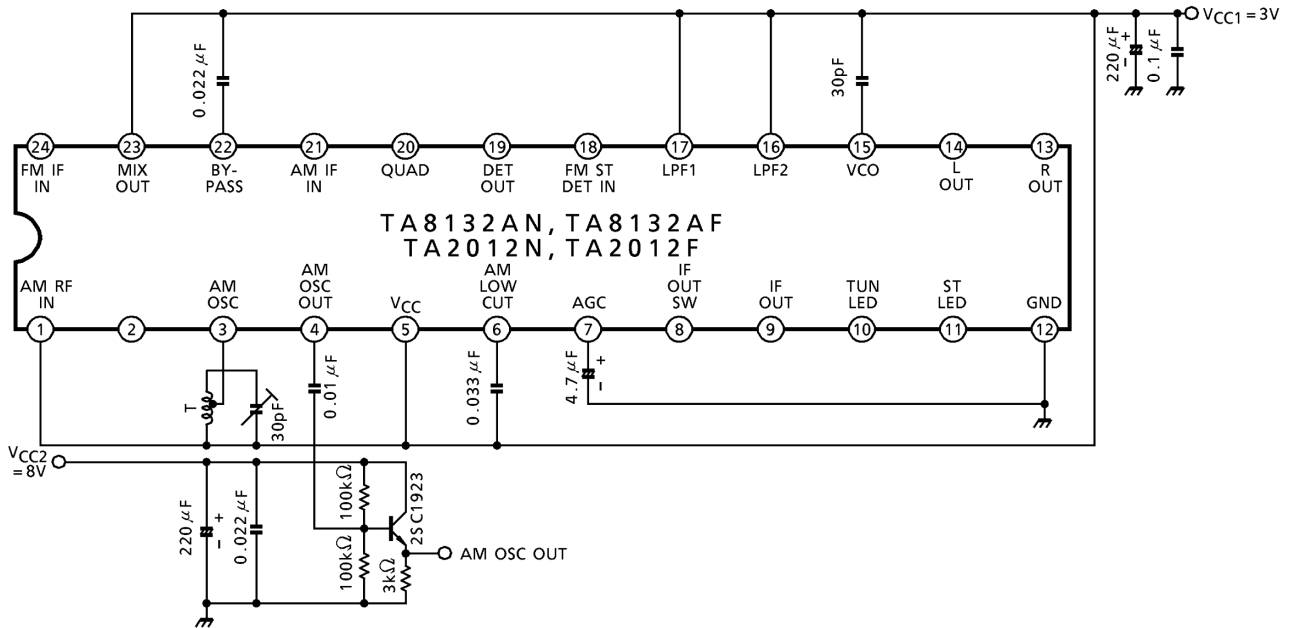 VCC1 = 3V
0.022 μF
30pF
220 μF
+
−
0.1 μF
24
23
22
21
20
19
18
17
16
15
14
13
FM IF
IN
MIX
OUT
BY-
PASS
AM IF
IN
QUAD
DET
OUT
FM ST
DET IN
LPF1
LPF2
VCO
L
OUT
R
OUT
TA8132AN, TA8132AF
TA2012N, TA2012F
AM RF
IN
AM
OSC
AM
OSC
OUT
VCC
AM
LOW
CUT
AGC
IF
OUT
SW
IF
OUT
TUN
LED
ST
LED
GND
1
2
3
4
5
6
7
8
9
10
11
12
T
30pF
0.01 μF
0.033 μF
4.7 μF
+
−
VCC2
= 8V
220 μF
+
−
0.022 μF
100kΩ
100kΩ
2SC1923
3kΩ
AM OSC OUT